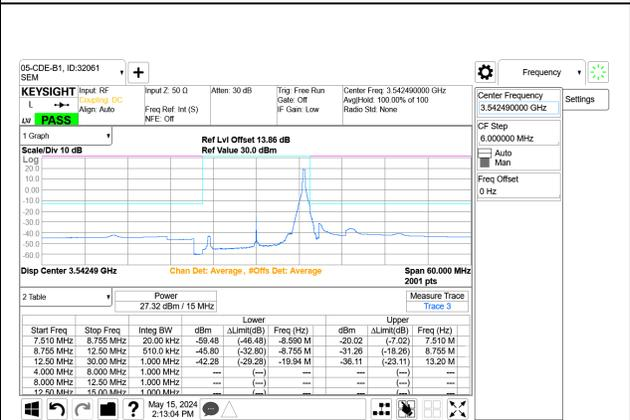 05-CDE-B1, ID:32061
SEM
Frequency
KEYSIGHT Input: RF Input Z: 50 Ω Atten: 30 dB Trig: Free Run Center Freq: 3.542490000 GHz
L Coupling: DC Gate: Off Avg|Hold: 100.00% of 100
Align: Auto Freq Ref: Int (S) IF Gain: Low Radio Std: None
LXI PASS NFE: Off
Center Frequency
3.542490000 GHz
Settings
CF Step
6.000000 MHz
Auto
Man
Freq Offset
0 Hz
1 Graph
Scale/Div 10 dB
Ref Lvl Offset 13.86 dB
Ref Value 30.0 dBm
Log
20.0
10.0
0.00
-10.0
-20.0
-30.0
-40.0
-50.0
-60.0
Disp Center 3.54249 GHz Chan Det: Average , #Offs Det: Average Span 60.000 MHz
2001 pts
2 Table
Power
27.32 dBm / 15 MHz
Measure Trace
Trace 3
Lower Upper
Start Freq Stop Freq Integ BW dBm ΔLimit(dB) Freq (Hz) dBm ΔLimit(dB) Freq (Hz)
7.510 MHz 8.755 MHz 20.00 kHz -59.48 (-46.48) -8.590 M -20.02 (-7.02) 7.510 M
8.755 MHz 12.50 MHz 510.0 kHz -45.80 (-32.80) -8.755 M -31.26 (-18.26) 8.755 M
12.50 MHz 30.00 MHz 1.000 MHz -42.28 (-29.28) -19.94 M -36.11 (-23.11) 13.20 M
4.000 MHz 8.000 MHz 1.000 MHz --- (---) --- --- (---) ---
8.000 MHz 12.50 MHz 1.000 MHz --- (---) --- --- (---) ---
12.50 MHz 15.00 MHz 1.000 MHz --- (---) --- --- (---) ---
May 15, 2024
2:13:04 PM